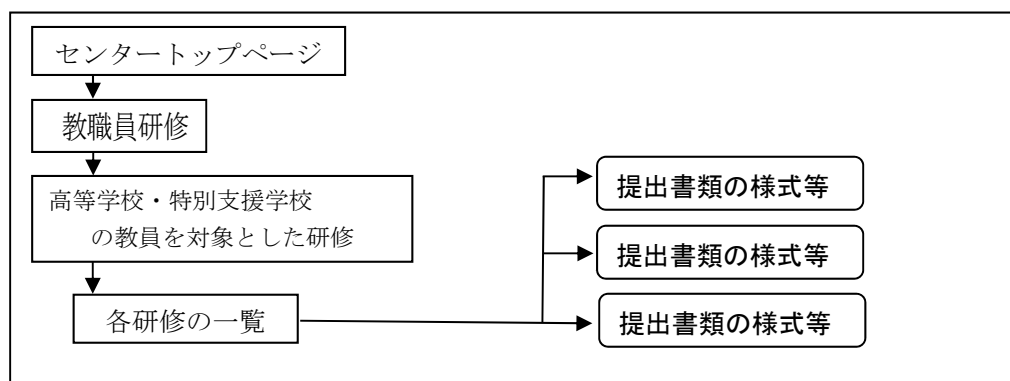 センタートップページ
教職員研修
高等学校・特別支援学校
の教員を対象とした研修
各研修の一覧
提出書類の様式等
提出書類の様式等
提出書類の様式等